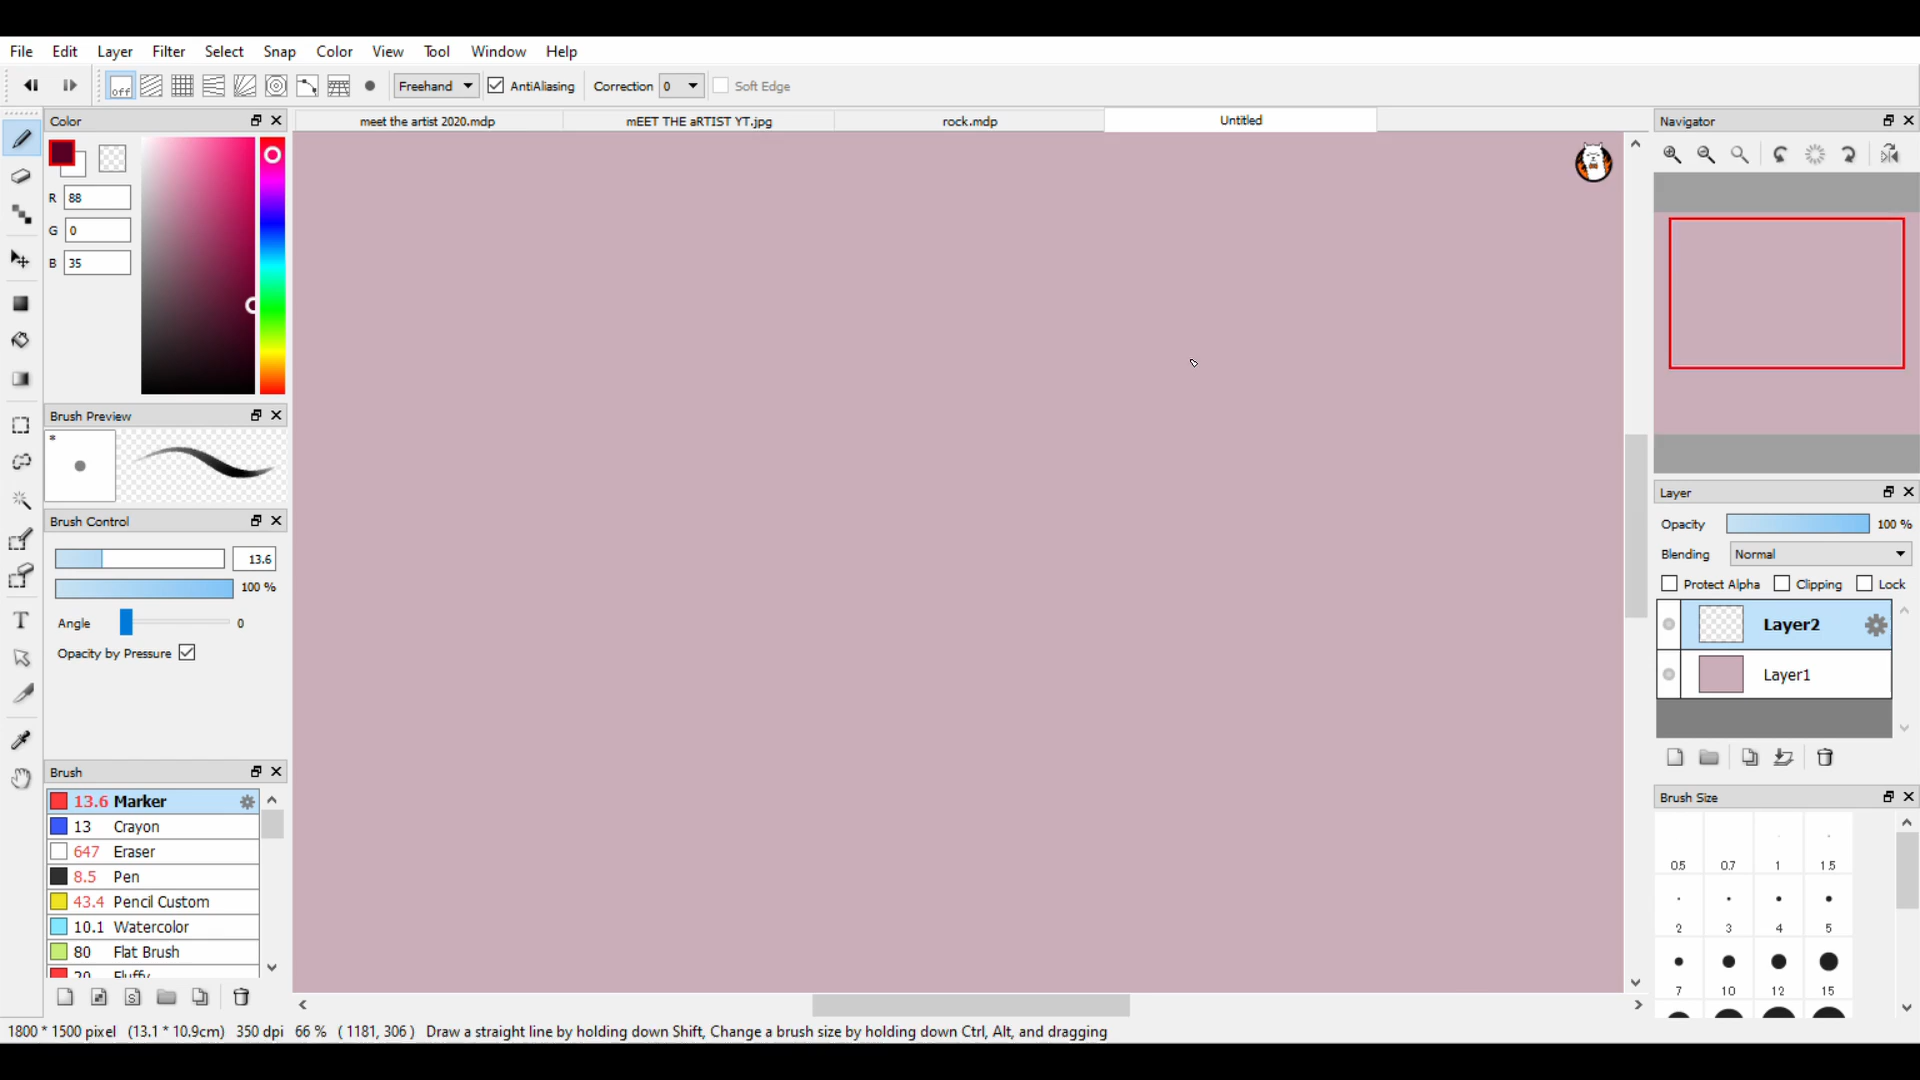 File Edit Layer Filter Select Snap Color View Tool Window Help
off Freehand AntiAliasing Correction 0 Soft Edge
Color
R 88
G 0
B 35
Brush Preview
*
Brush Control
13.6
100 %
Angle 0
Opacity by Pressure
Brush
13.6 Marker
13 Crayon
647 Eraser
8.5 Pen
43.4 Pencil Custom
10.1 Watercolor
80 Flat Brush
20 Fluffy
meet the artist 2020.mdp mEET THE aRTIST YT.jpg rock.mdp Untitled
Navigator
Layer
Opacity 100 %
Blending Normal
Protect Alpha Clipping Lock
Layer2
Layer1
Brush Size
0.5 0.7 1 1.5
2 3 4 5
7 10 12 15
1800 * 1500 pixel (13.1 * 10.9cm) 350 dpi 66 % ( 1181, 306 ) Draw a straight line by holding down Shift, Change a brush size by holding down Ctrl, Alt, and dragging